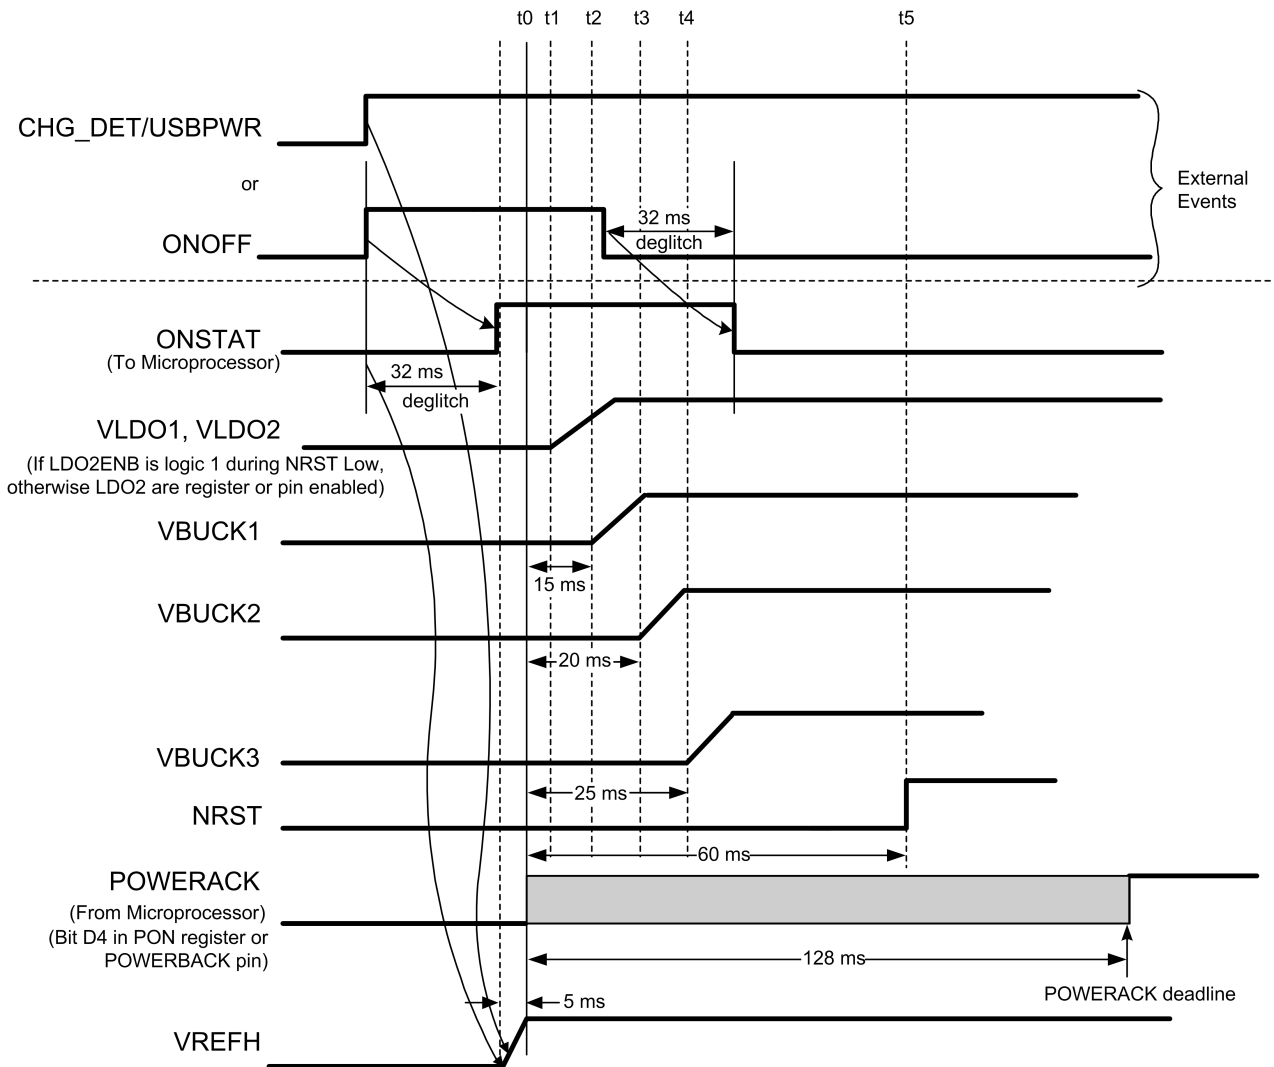 t0 t1 t2 t3 t4 t5
CHG_DET/USBPWR
or
External
Events
32 ms
deglitch
ONOFF
ONSTAT
(To Microprocessor)
32 ms
deglitch
VLDO1, VLDO2
(If LDO2ENB is logic 1 during NRST Low,
otherwise LDO2 are register or pin enabled)
VBUCK1
15 ms
VBUCK2
20 ms
VBUCK3
25 ms
NRST
60 ms
POWERACK
(From Microprocessor)
(Bit D4 in PON register or
POWERBACK pin)
128 ms
POWERACK deadline
5 ms
VREFH